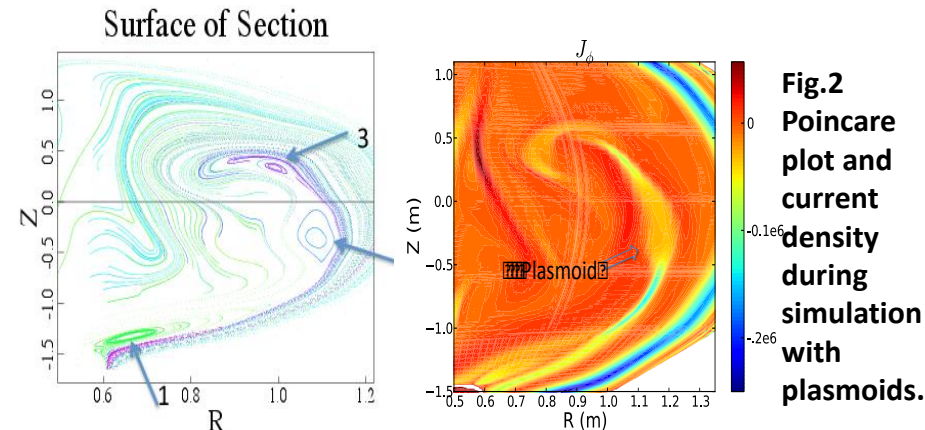 Surface of Section
Z
1.0
0.5
0.0
-0.5
-1.0
-1.5
3
1
0.6
0.8
1.0
1.2
R
Jϕ
Z (m)
1.0
0.5
0.0
−0.5
−1.0
−1.5
Plasmoid
0.5 0.6 0.7 0.8 0.9 1.0 1.1 1.2 1.3
R (m)
0
-0.1e6
-.2e6
Fig.2
Poincare
plot and
current
density
during
simulation
with
plasmoids.